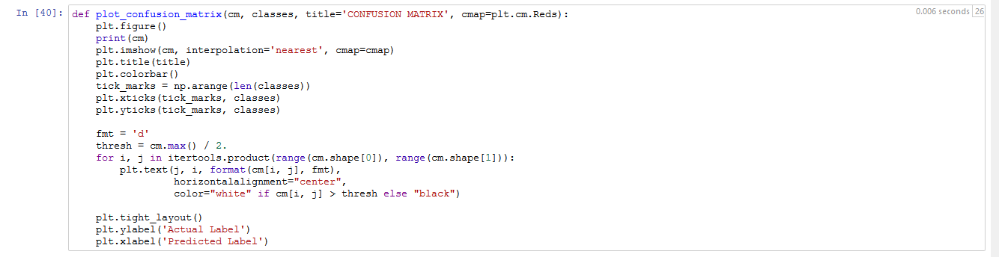 In [40]: def plot_confusion_matrix(cm, classes, title='CONFUSION MATRIX', cmap=plt.cm.Reds): 0.006 seconds 26
    plt.figure()
    print(cm)
    plt.imshow(cm, interpolation='nearest', cmap=cmap)
    plt.title(title)
    plt.colorbar()
    tick_marks = np.arange(len(classes))
    plt.xticks(tick_marks, classes)
    plt.yticks(tick_marks, classes)

    fmt = 'd'
    thresh = cm.max() / 2.
    for i, j in itertools.product(range(cm.shape[0]), range(cm.shape[1])):
        plt.text(j, i, format(cm[i, j], fmt),
                 horizontalalignment="center",
                 color="white" if cm[i, j] > thresh else "black")

    plt.tight_layout()
    plt.ylabel('Actual Label')
    plt.xlabel('Predicted Label')